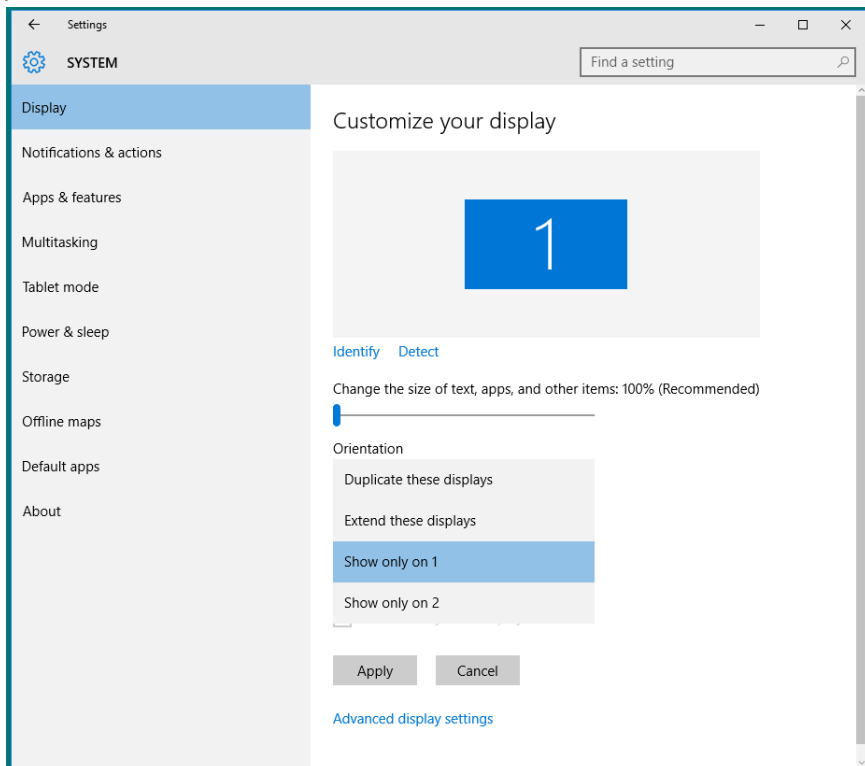 Settings
SYSTEM
Find a setting
Display
Notifications & actions
Apps & features
Multitasking
Tablet mode
Power & sleep
Storage
Offline maps
Default apps
About
Customize your display
1
Identify Detect
Change the size of text, apps, and other items: 100% (Recommended)
Orientation
Duplicate these displays
Extend these displays
Show only on 1
Show only on 2
Apply Cancel
Advanced display settings